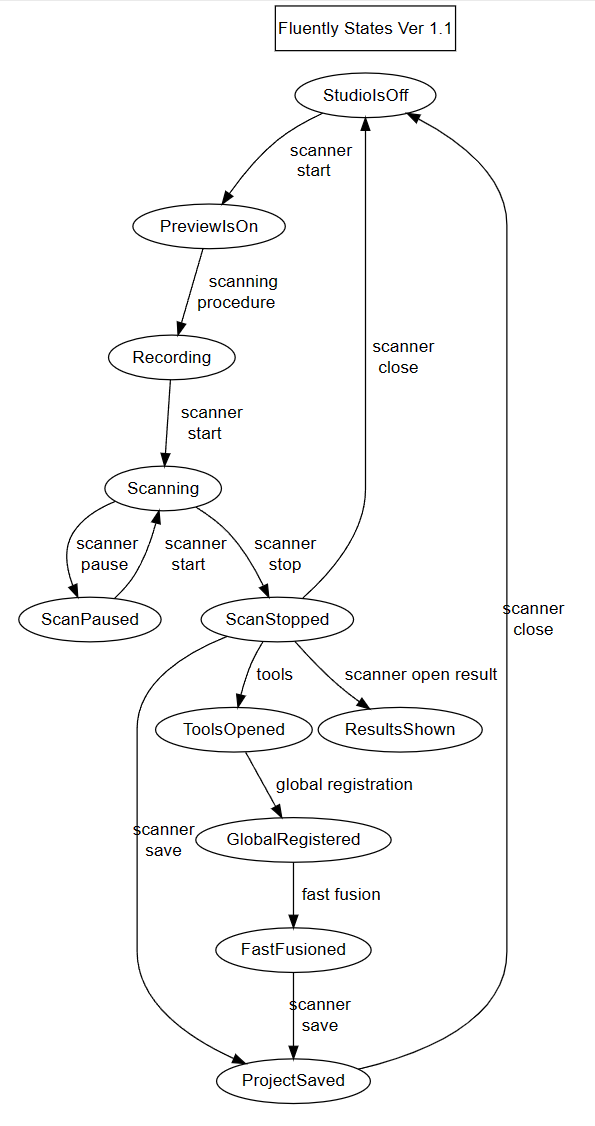 Fluently States Ver 1.1
StudioIsOff
scanner
start
PreviewIsOn
scanning
procedure
Recording
scanner
close
scanner
start
Scanning
scanner
pause
scanner
start
scanner
stop
ScanPaused
ScanStopped
scanner
close
tools
scanner open result
ToolsOpened
ResultsShown
global registration
scanner
save
GlobalRegistered
fast fusion
FastFusioned
scanner
save
ProjectSaved